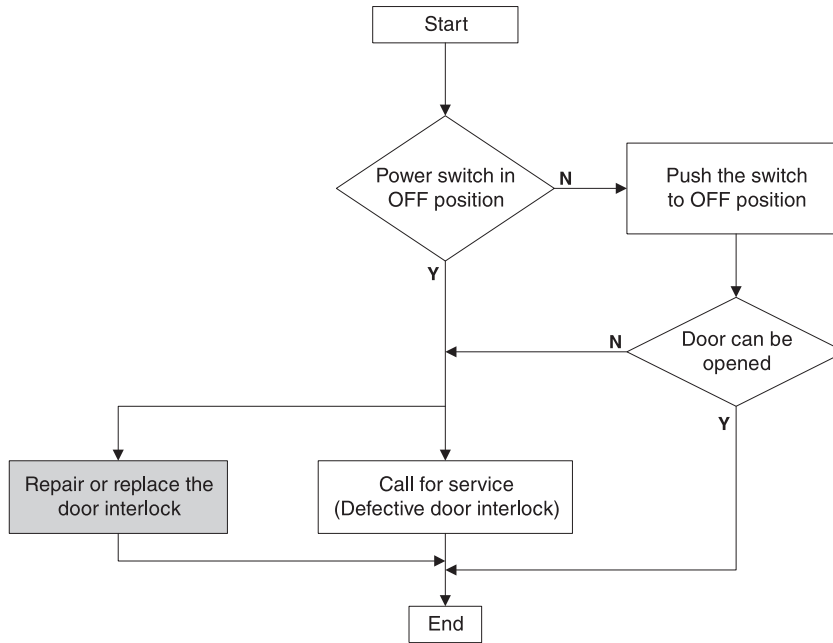 Start
Power switch in
OFF position
N
Push the switch
to OFF position
Y
Door can be
opened
N
Y
Repair or replace the
door interlock
Call for service
(Defective door interlock)
End